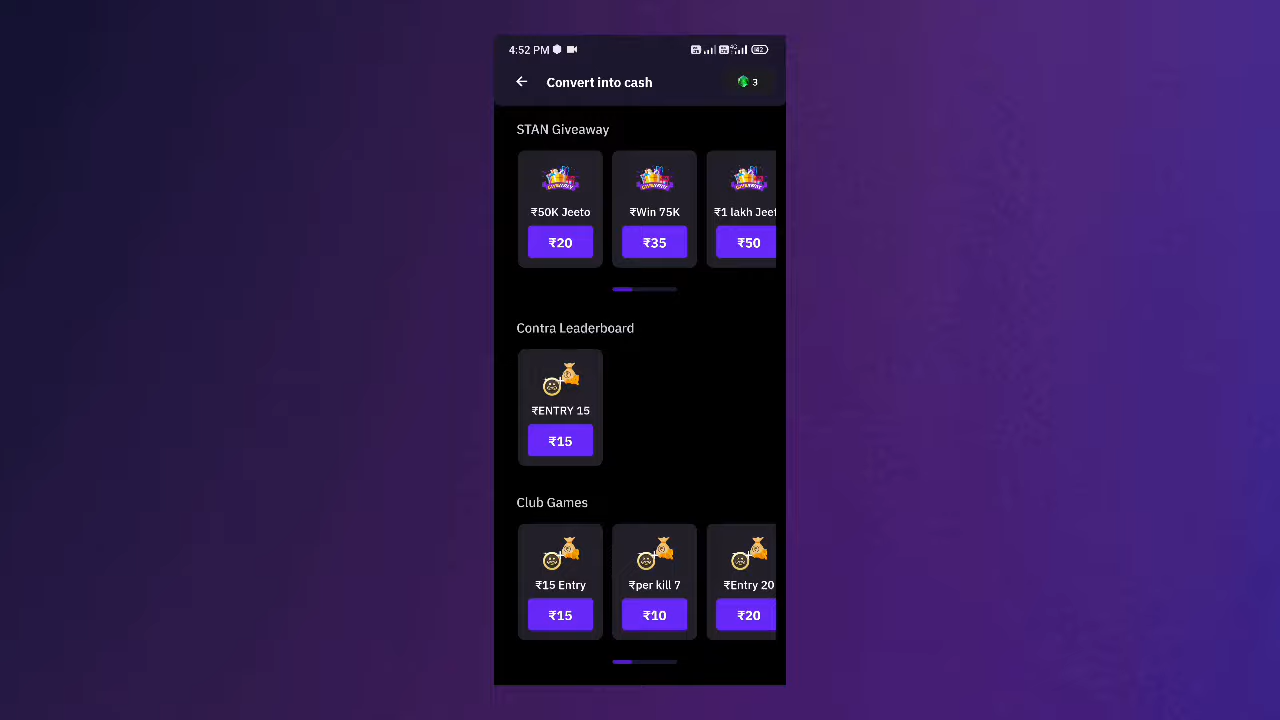 4:52 PM
Convert into cash
3
STAN Giveaway
₹50K Jeeto
₹Win 75K
₹1 lakh Jeet
₹20
₹35
₹50
Contra Leaderboard
₹ENTRY 15
₹15
Club Games
₹15 Entry
₹per kill 7
₹Entry 20
₹15
₹10
₹20